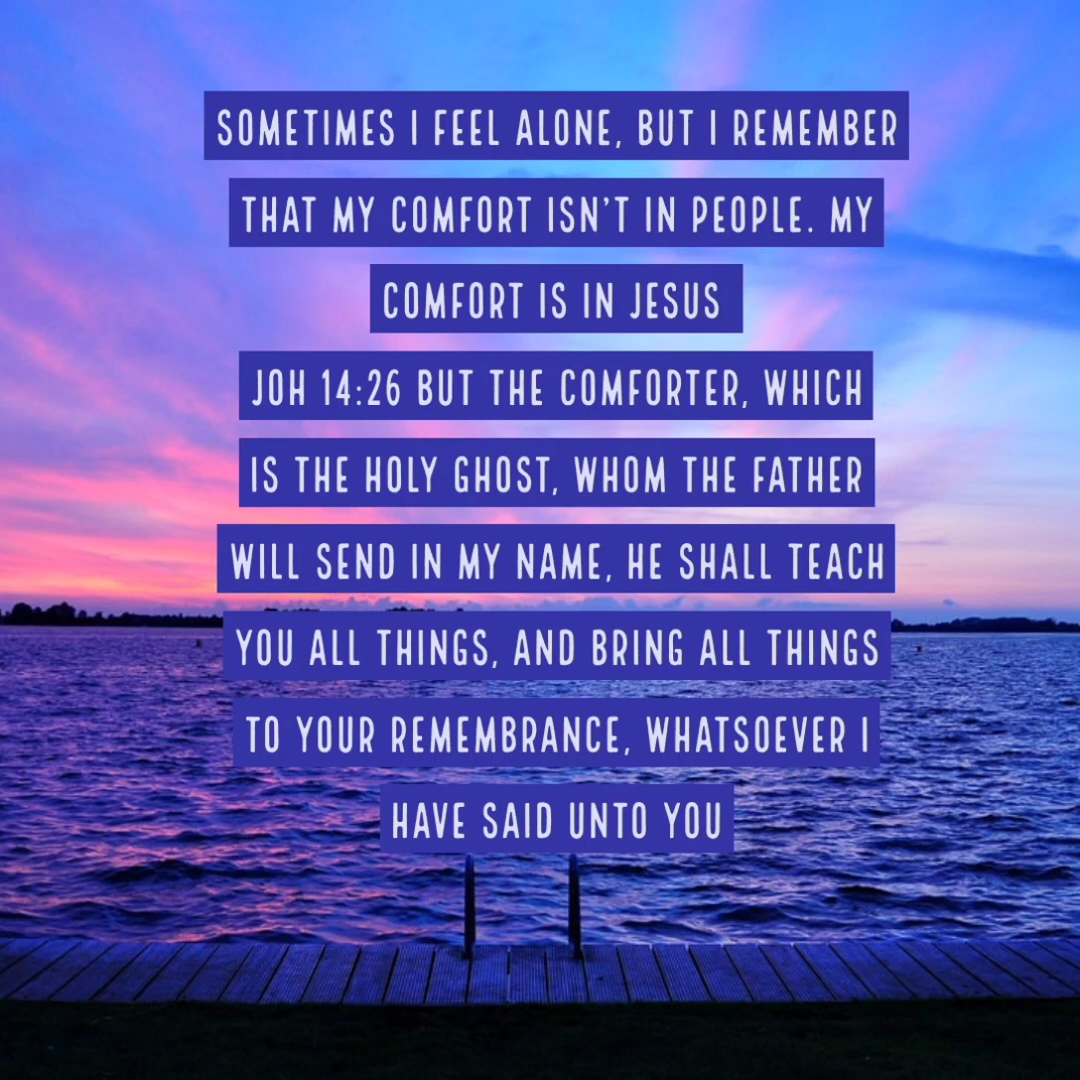 SOMETIMES I FEEL ALONE, BUT I REMEMBER
THAT MY COMFORT ISN'T IN PEOPLE. MY
COMFORT IS IN JESUS
JOH 14:26 BUT THE COMFORTER, WHICH
IS THE HOLY GHOST, WHOM THE FATHER
WILL SEND IN MY NAME, HE SHALL TEACH
YOU ALL THINGS, AND BRING ALL THINGS
TO YOUR REMEMBRANCE, WHATSOEVER I
HAVE SAID UNTO YOU